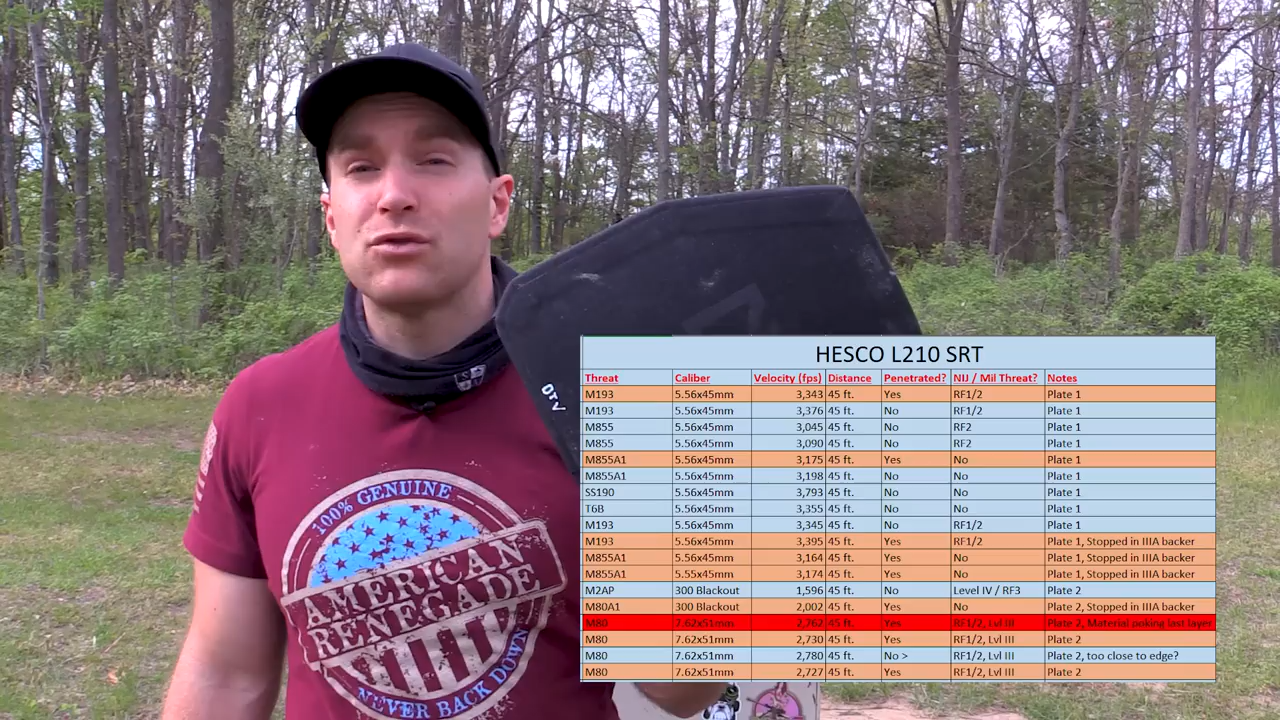 OTV
100% GENUINE
AMERICAN
RENEGADE
NEVER BACK DOWN
HESCO L210 SRT
Threat Caliber Velocity (fps) Distance Penetrated? NIJ / Mil Threat? Notes
M193 5.56x45mm 3,343 45 ft. Yes RF1/2 Plate 1
M193 5.56x45mm 3,376 45 ft. No RF1/2 Plate 1
M855 5.56x45mm 3,045 45 ft. No RF2 Plate 1
M855 5.56x45mm 3,090 45 ft. No RF2 Plate 1
M855A1 5.56x45mm 3,175 45 ft. Yes No Plate 1
M855A1 5.56x45mm 3,198 45 ft. No No Plate 1
SS190 5.56x45mm 3,793 45 ft. No No Plate 1
T6B 5.56x45mm 3,355 45 ft. No No Plate 1
M193 5.56x45mm 3,345 45 ft. No RF1/2 Plate 1
M193 5.56x45mm 3,395 45 ft. Yes RF1/2 Plate 1, Stopped in IIIA backer
M855A1 5.56x45mm 3,164 45 ft. Yes No Plate 1, Stopped in IIIA backer
M855A1 5.55x45mm 3,174 45 ft. Yes No Plate 1, Stopped in IIIA backer
M2AP 300 Blackout 1,596 45 ft. No Level IV / RF3 Plate 2
M80A1 300 Blackout 2,002 45 ft. Yes No Plate 2, Stopped in IIIA backer
M80 7.62x51mm 2,762 45 ft. Yes RF1/2, Lvl III Plate 2, Material poking last layer
M80 7.62x51mm 2,730 45 ft. Yes RF1/2, Lvl III Plate 2
M80 7.62x51mm 2,780 45 ft. No > RF1/2, Lvl III Plate 2, too close to edge?
M80 7.62x51mm 2,727 45 ft. Yes RF1/2, Lvl III Plate 2